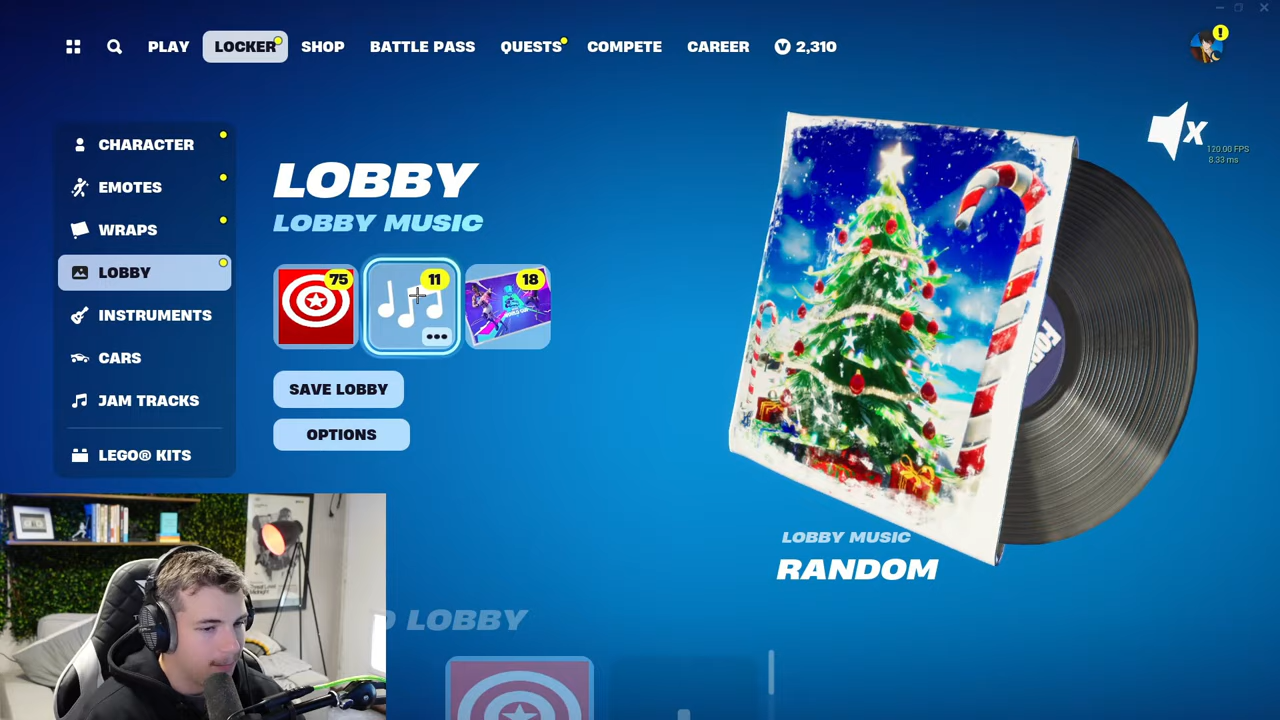 PLAY
LOCKER
SHOP
BATTLE PASS
QUESTS
COMPETE
CAREER
V 2,310
!
CHARACTER
EMOTES
WRAPS
LOBBY
INSTRUMENTS
CARS
JAM TRACKS
LEGO® KITS
LOBBY
LOBBY MUSIC
75
11
18
SAVE LOBBY
OPTIONS
X
120.00 FPS
8.33 ms
LOBBY MUSIC
RANDOM
LOBBY